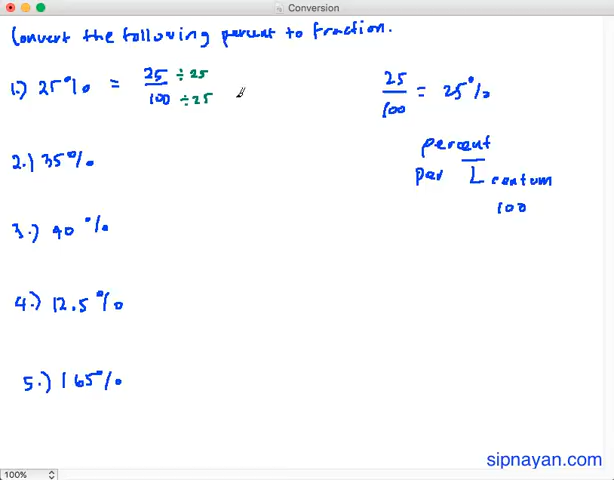 Conversion
Convert the following percent to fraction.
1.) 25% = 25 ÷ 25
100 ÷ 25
25
100 = 25%
percent
per centum
100
2.) 35%
3.) 40%
4.) 12.5%
5.) 165%
sipnayan.com
100%